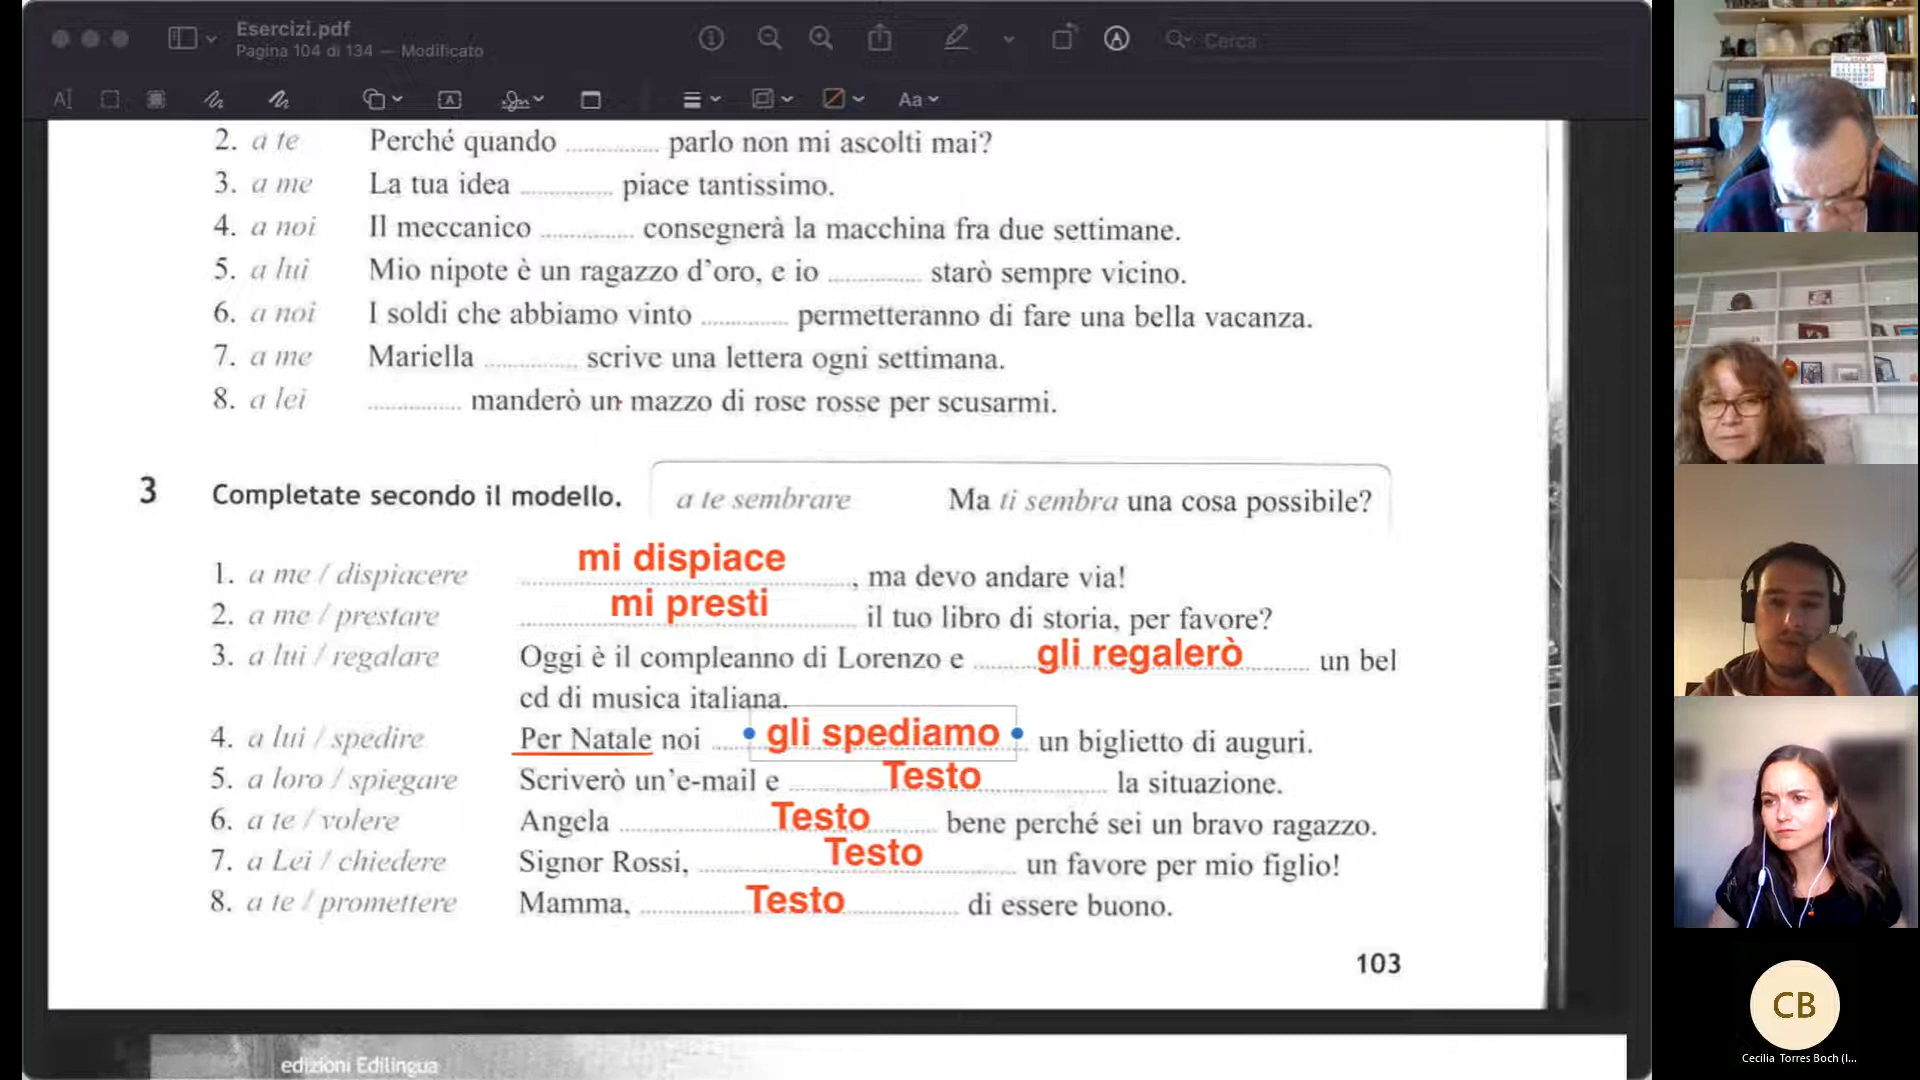 Esercizi.pdf
Pagina 104 di 134 — Modificato
Cerca
Aa
2. a te Perché quando ............... parlo non mi ascolti mai?
3. a me La tua idea ............... piace tantissimo.
4. a noi Il meccanico ............... consegnerà la macchina fra due settimane.
5. a lui Mio nipote è un ragazzo d'oro, e io ............... starò sempre vicino.
6. a noi I soldi che abbiamo vinto ............... permetteranno di fare una bella vacanza.
7. a me Mariella ............... scrive una lettera ogni settimana.
8. a lei ............... manderò un mazzo di rose rosse per scusarmi.
3 Completate secondo il modello. a te sembrare Ma ti sembra una cosa possibile?
1. a me / dispiacere mi dispiace, ma devo andare via!
2. a me / prestare mi presti il tuo libro di storia, per favore?
3. a lui / regalare Oggi è il compleanno di Lorenzo e gli regalerò un bel
cd di musica italiana.
4. a lui / spedire Per Natale noi gli spediamo un biglietto di auguri.
5. a loro / spiegare Scriverò un'e-mail e Testo la situazione.
6. a te / volere Angela Testo bene perché sei un bravo ragazzo.
7. a Lei / chiedere Signor Rossi, Testo un favore per mio figlio!
8. a te / promettere Mamma, Testo di essere buono.
103
edizioni Edilingua
CB
Cecilia Torres Boch (I...